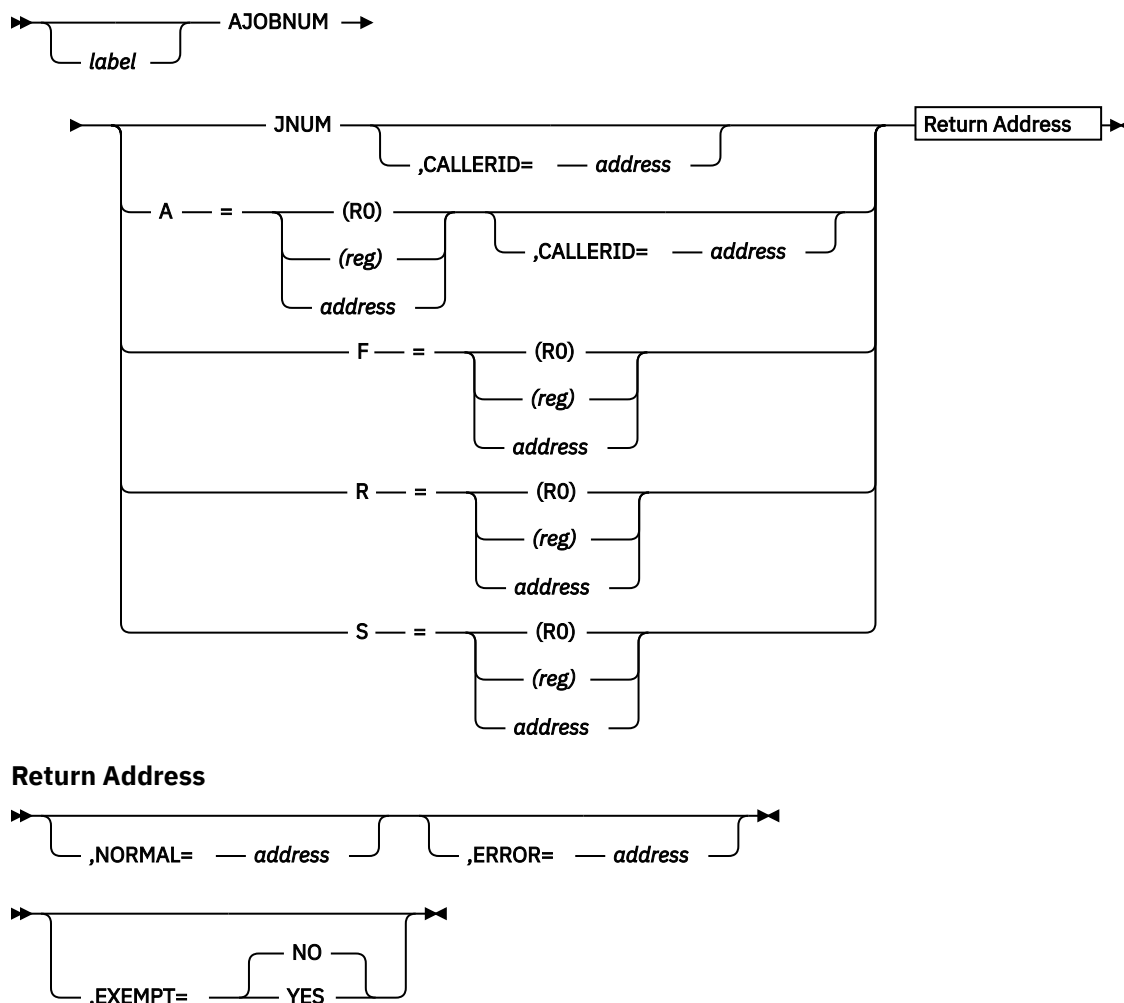 AJOBNUM
label
JNUM
Return Address
,CALLERID= address
A = (R0)
(reg) ,CALLERID= address
address
F = (R0)
(reg)
address
R = (R0)
(reg)
address
S = (R0)
(reg)
address
Return Address
,NORMAL= address ,ERROR= address
NO
,EXEMPT= YES